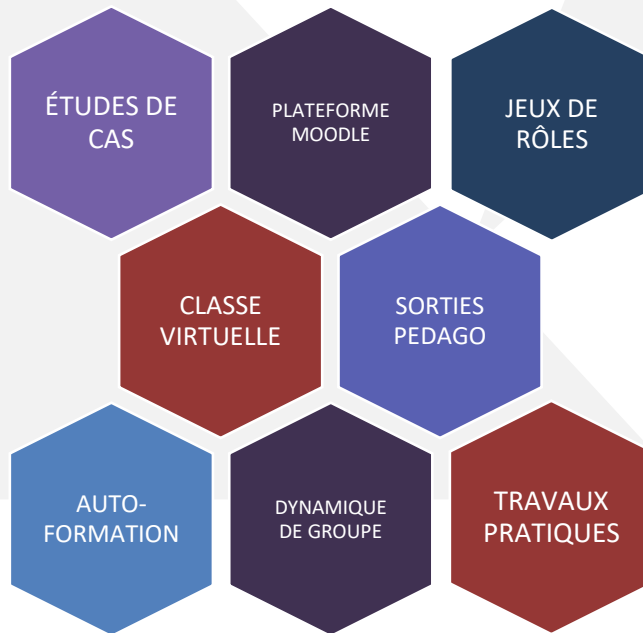 ÉTUDES DE
CAS
PLATEFORME
MOODLE
JEUX DE
RÔLES
CLASSE
VIRTUELLE
SORTIES
PEDAGO
AUTO-
FORMATION
DYNAMIQUE
DE GROUPE
TRAVAUX
PRATIQUES